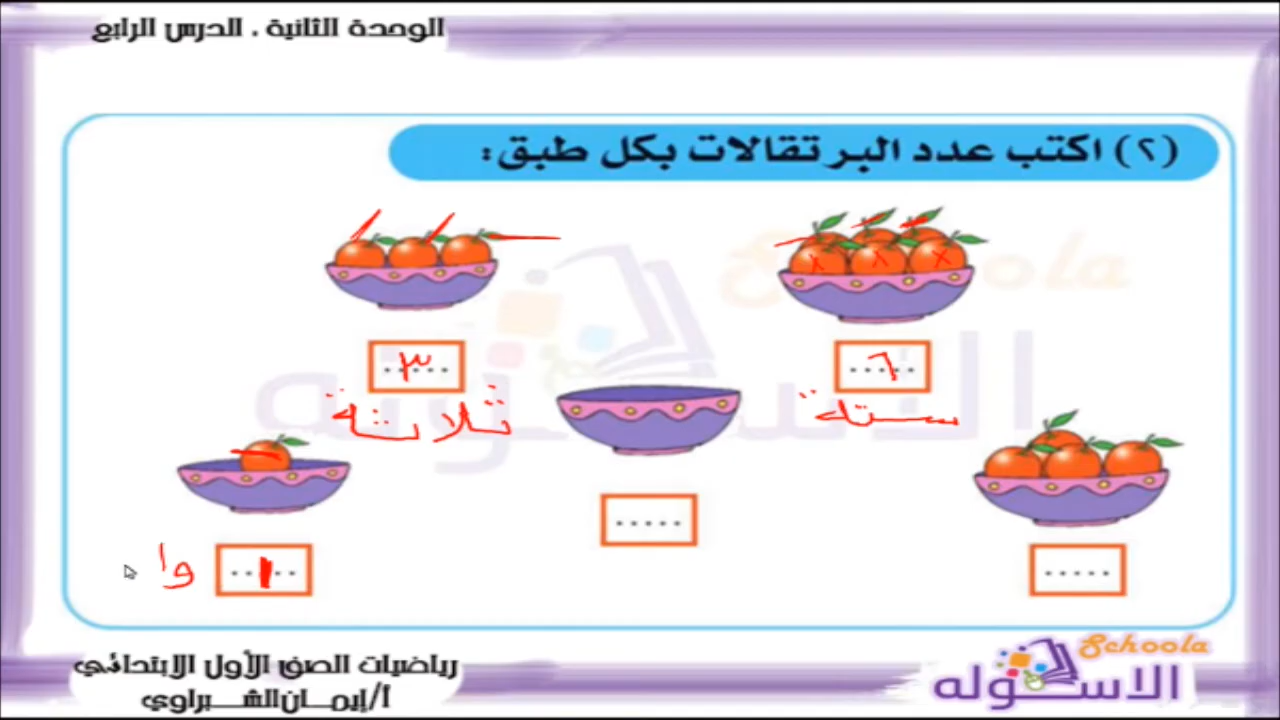 الوحدة الثانية . الدرس الرابع
(٢) اكتب عدد البرتقالات بكل طبق :
٦
ستة
٣
ثلاثة
.....
.....
١
وا
رياضيات الصف الأول الابتدائي
أ/إيمان الشبراوي
Schoola
الاسكوله